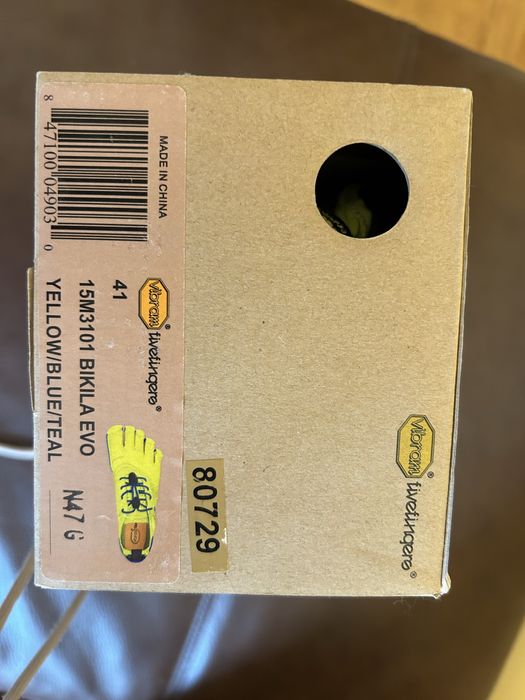 MADE IN CHINA
8 47100 04903 0
Vibram® fivefingers®
41
15M3101 BIKILA EVO
YELLOW/BLUE/TEAL
N47 G
80729
Vibram® fivefingers®